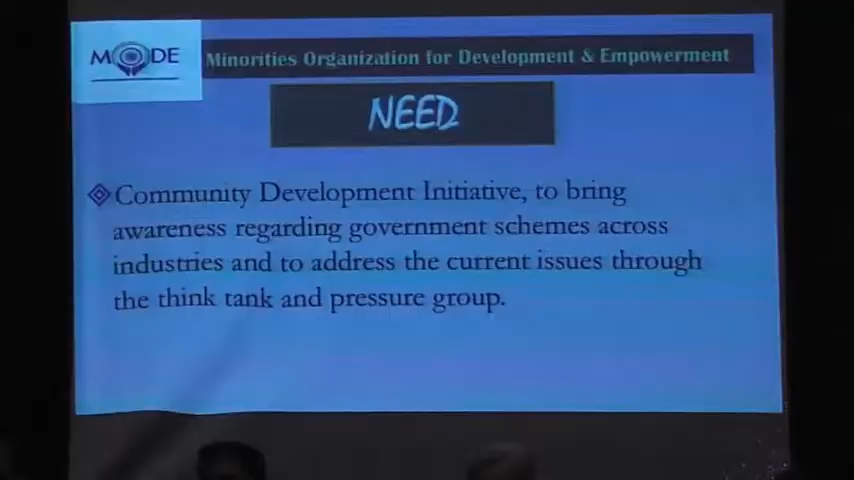 MODE
Minorities Organization for Development & Empowerment
NEED
Community Development Initiative, to bring
awareness regarding government schemes across
industries and to address the current issues through
the think tank and pressure group.